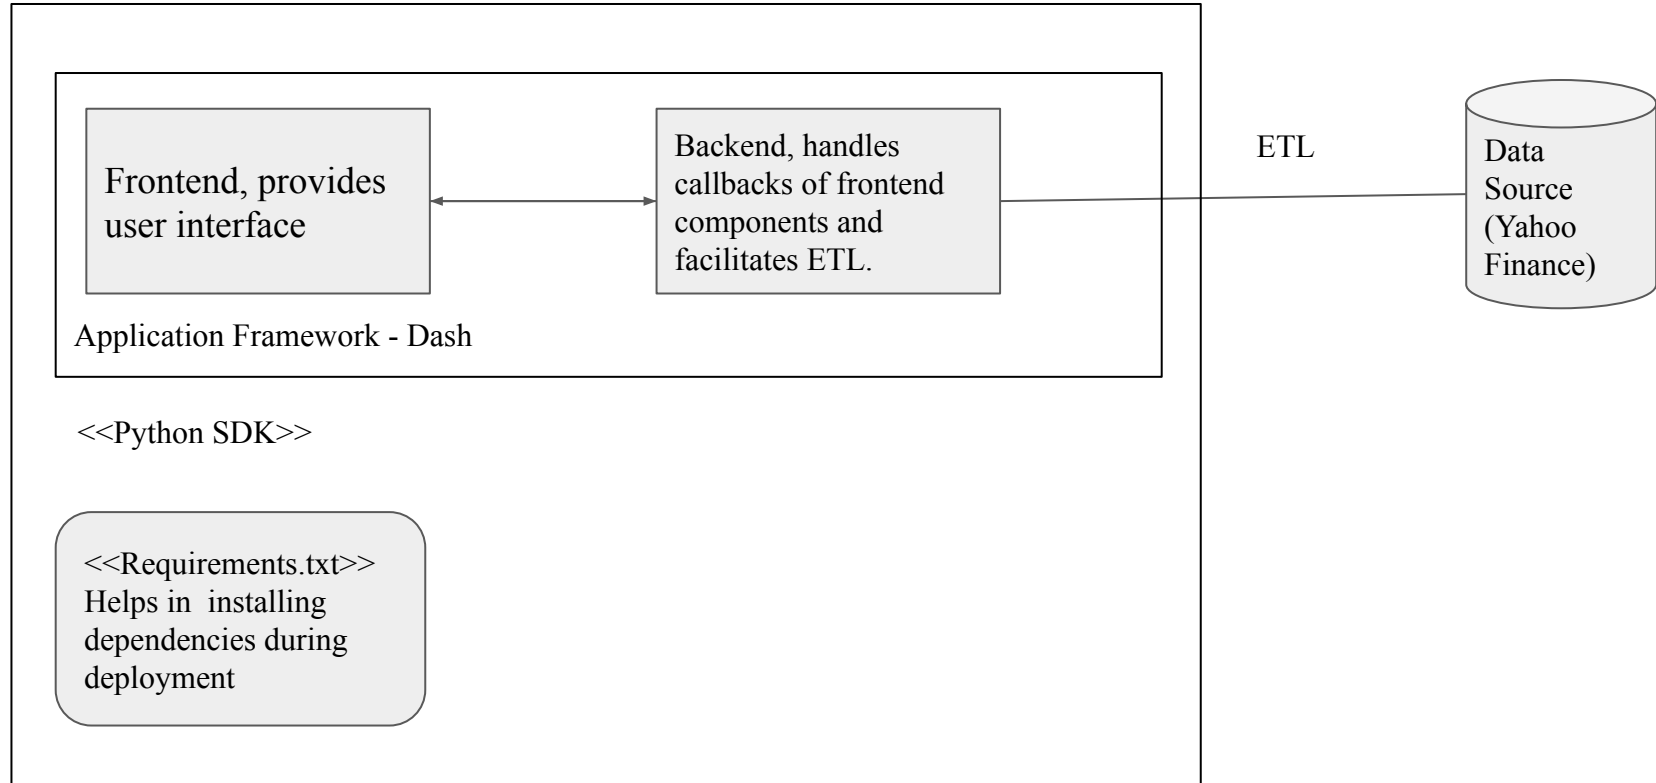 Frontend, provides
user interface
Backend, handles
callbacks of frontend
components and
facilitates ETL.
ETL
Data
Source
(Yahoo
Finance)
Application Framework - Dash
<<Python SDK>>
<<Requirements.txt>>
Helps in  installing
dependencies during
deployment